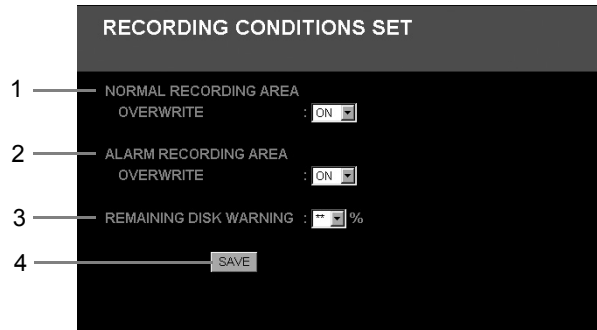 RECORDING CONDITIONS SET
1 NORMAL RECORDING AREA
OVERWRITE : ON
2 ALARM RECORDING AREA
OVERWRITE : ON
3 REMAINING DISK WARNING : ** %
4 SAVE